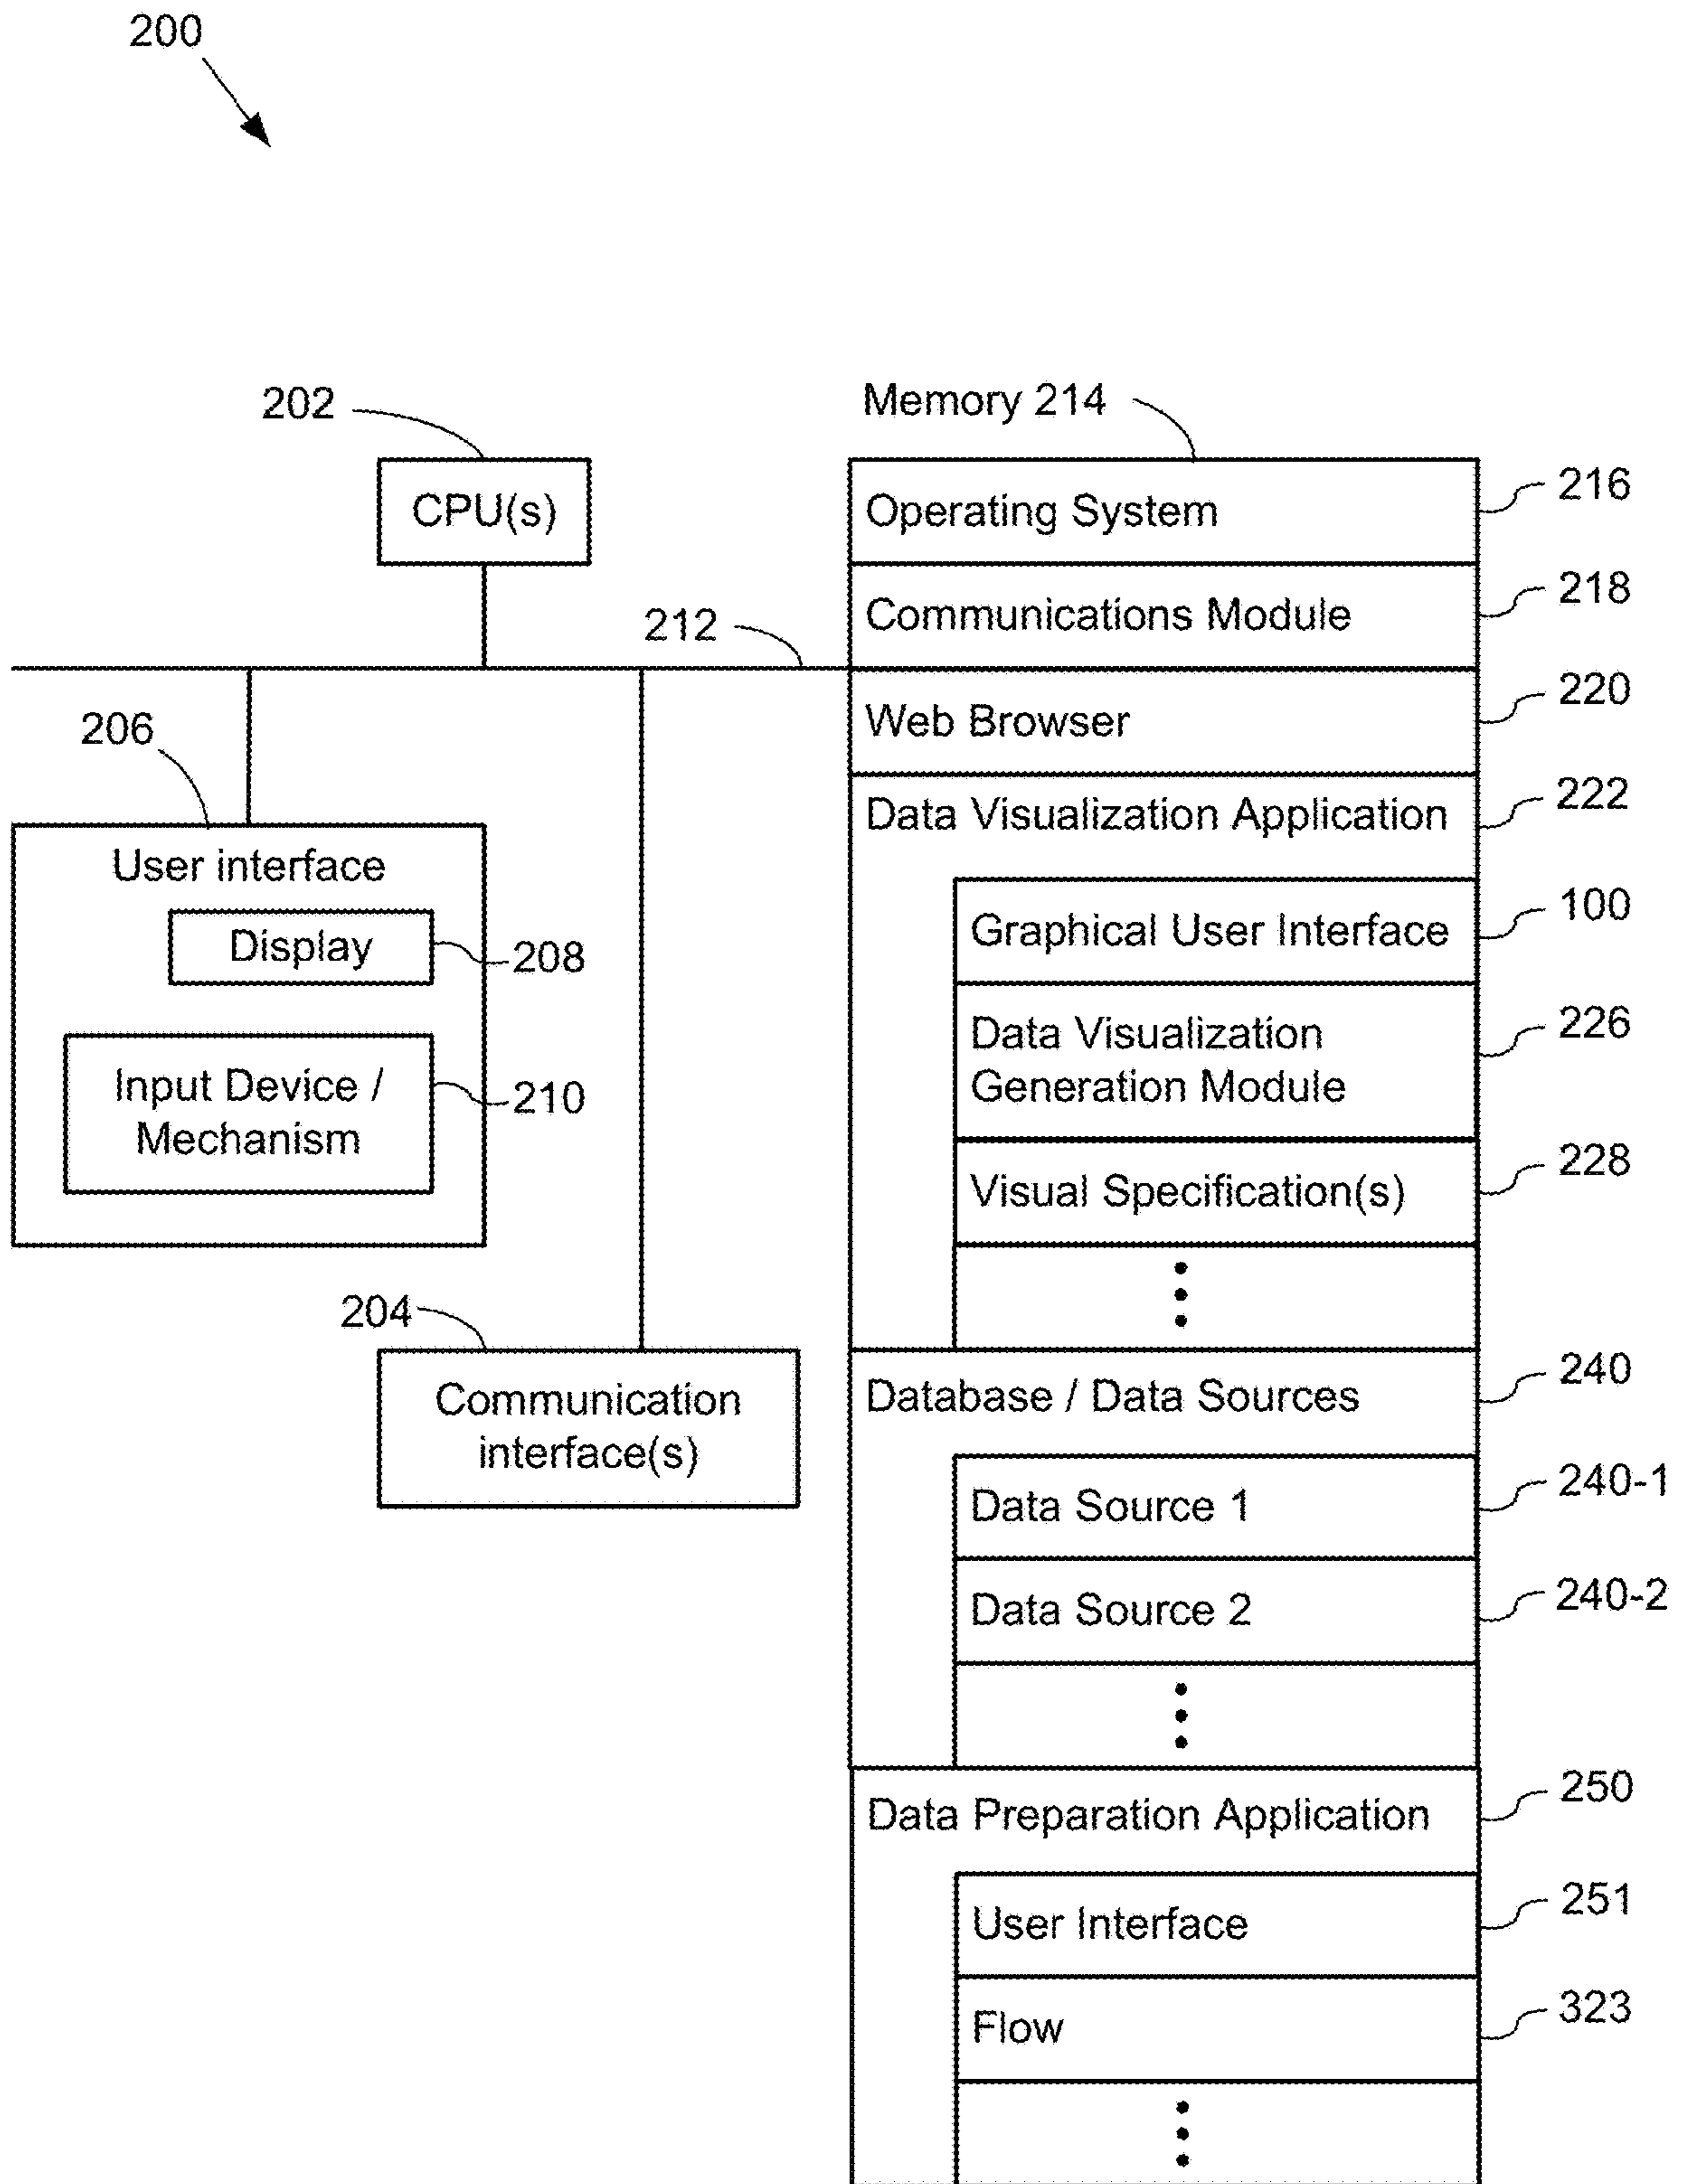 200
202
Memory 214
CPU(s)
Operating System
216
Communications Module
218
212
Web Browser
220
206
Data Visualization Application
222
User interface
Display
208
Graphical User Interface
100
Input Device /
Mechanism
210
Data Visualization
Generation Module
226
Visual Specification(s)
228
204
Communication
interface(s)
Database / Data Sources
240
Data Source 1
240-1
Data Source 2
240-2
Data Preparation Application
250
User Interface
251
Flow
323